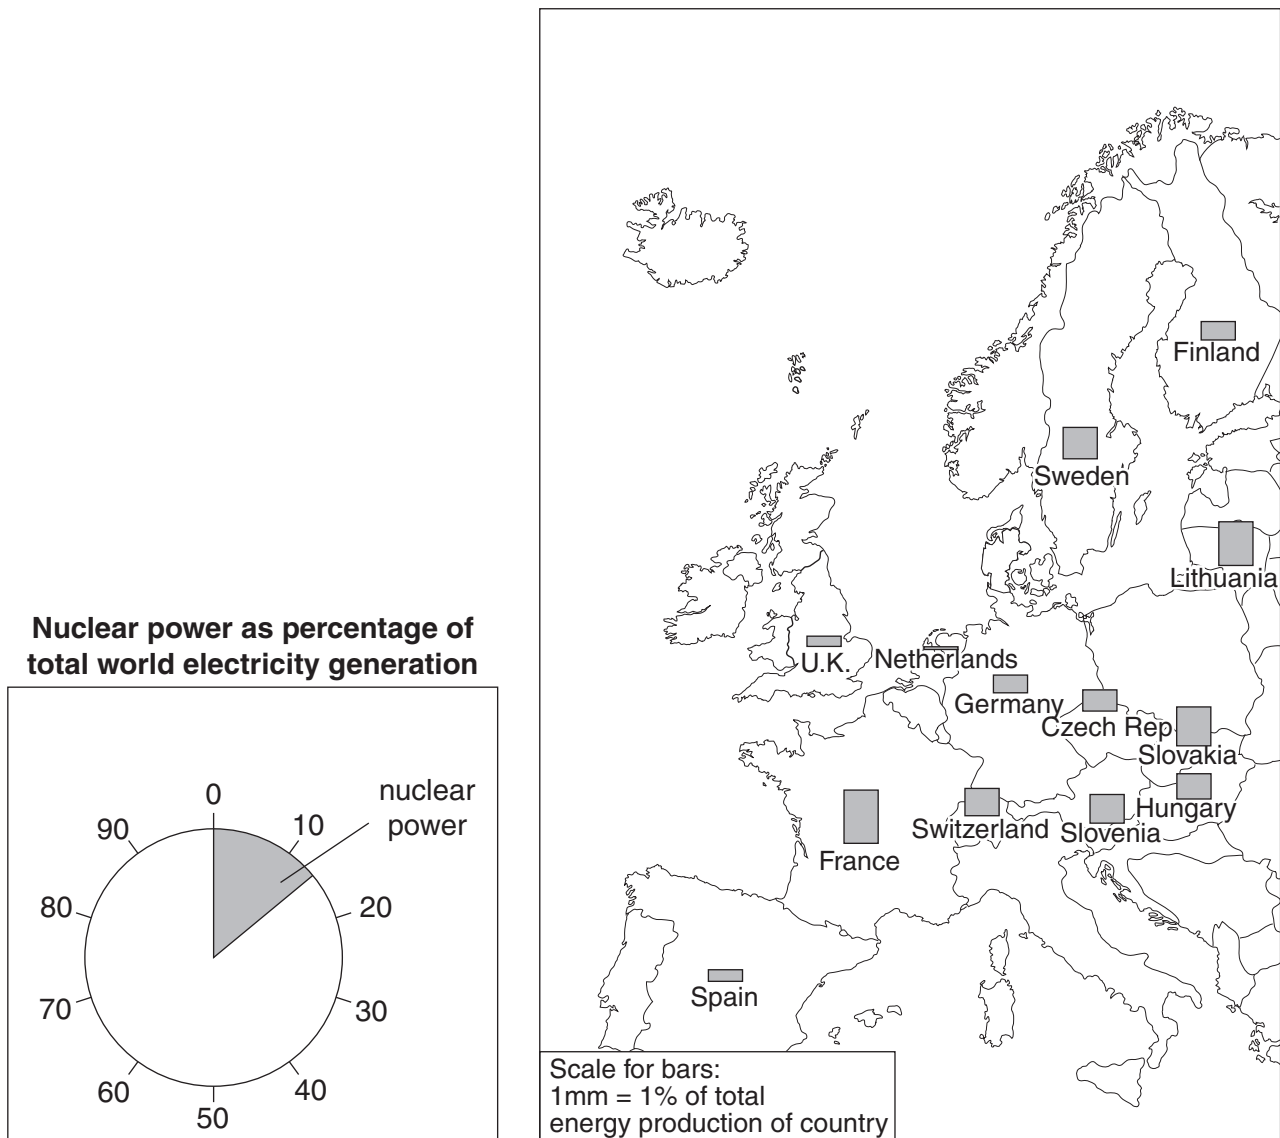 Nuclear power as percentage of
total world electricity generation
nuclear
power
0
10
20
30
40
50
60
70
80
90
Finland
Sweden
Lithuania
U.K.
Netherlands
Germany
Czech Rep
Slovakia
Hungary
Switzerland
Slovenia
France
Spain
Scale for bars:
1mm = 1% of total
energy production of country